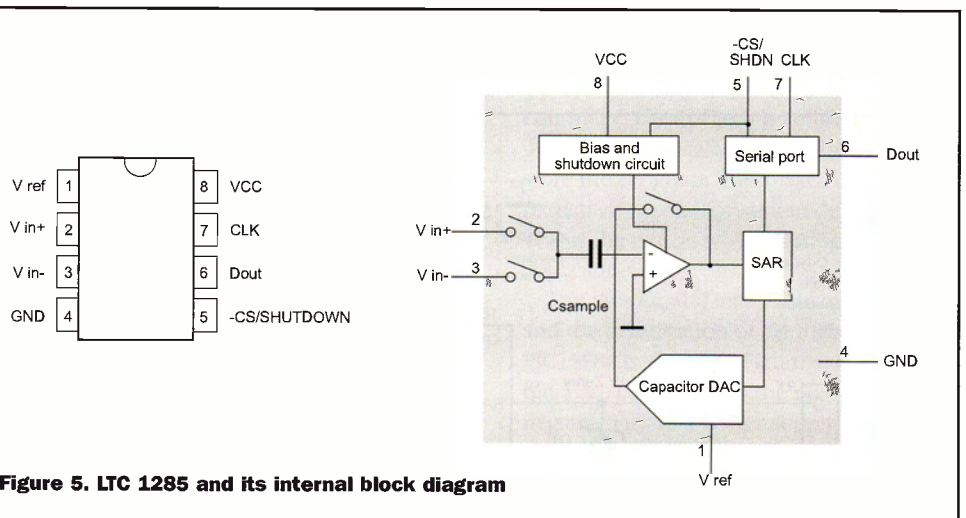 V ref 1
V in+ 2
V in- 3
GND 4
8 VCC
7 CLK
6 Dout
5 -CS/SHUTDOWN
VCC
8
-CS/
SHDN CLK
5 7
Bias and
shutdown circuit
Serial port
6 Dout
V in+ 2
V in- 3
Csample
-
+
SAR
4 GND
Capacitor DAC
1
V ref
Figure 5. LTC 1285 and its internal block diagram